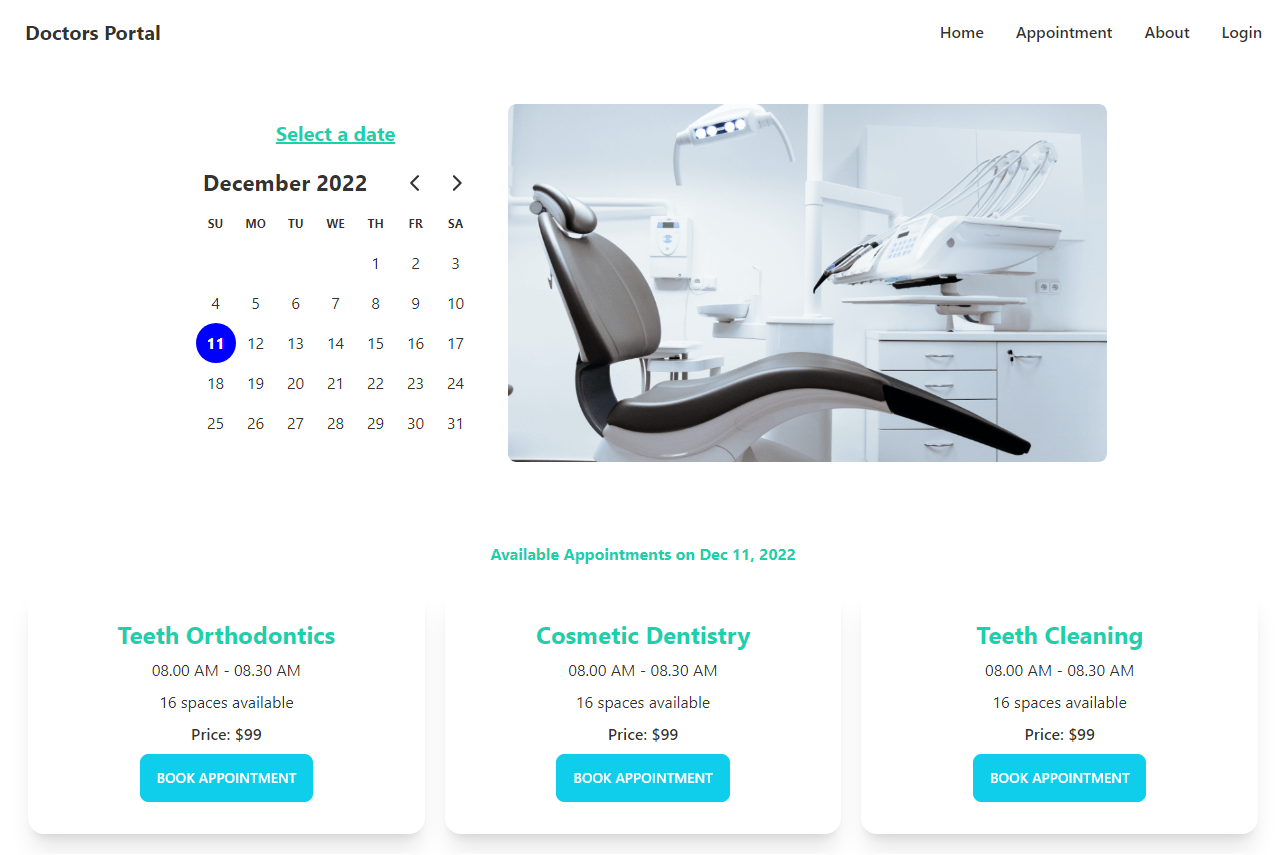 Doctors Portal
Home Appointment About Login
Select a date
December 2022
SU MO TU WE TH FR SA
1 2 3
4 5 6 7 8 9 10
11 12 13 14 15 16 17
18 19 20 21 22 23 24
25 26 27 28 29 30 31
Available Appointments on Dec 11, 2022
Teeth Orthodontics
08.00 AM - 08.30 AM
16 spaces available
Price: $99
BOOK APPOINTMENT
Cosmetic Dentistry
08.00 AM - 08.30 AM
16 spaces available
Price: $99
BOOK APPOINTMENT
Teeth Cleaning
08.00 AM - 08.30 AM
16 spaces available
Price: $99
BOOK APPOINTMENT